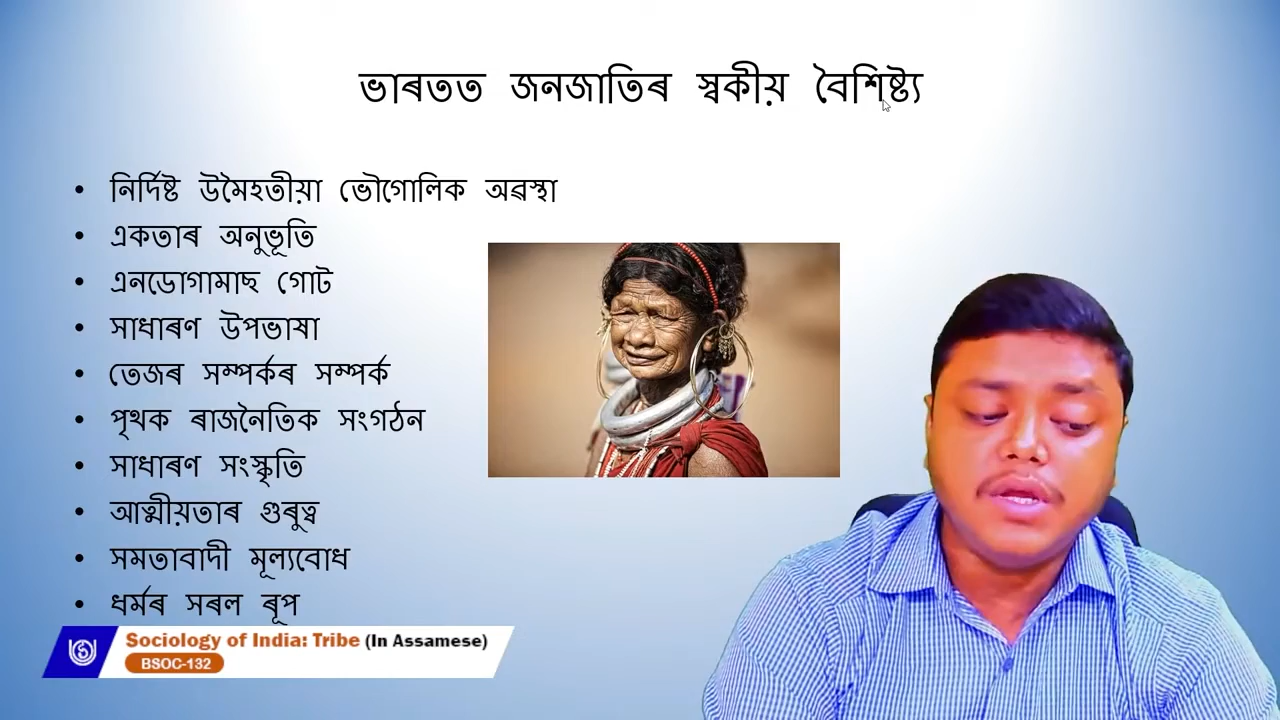 ভাৰতত জনজাতিৰ স্বকীয় বৈশিষ্ট্য
• নিৰ্দিষ্ট উমৈহতীয়া ভৌগোলিক অৱস্থা
• একতাৰ অনুভূতি
• এনডোগামাছ গোট
• সাধাৰণ উপভাষা
• তেজৰ সম্পৰ্কৰ সম্পৰ্ক
• পৃথক ৰাজনৈতিক সংগঠন
• সাধাৰণ সংস্কৃতি
• আত্মীয়তাৰ গুৰুত্ব
• সমতাবাদী মূল্যবোধ
• ধৰ্মৰ সৰল ৰূপ
Sociology of India: Tribe (In Assamese)
BSOC-132